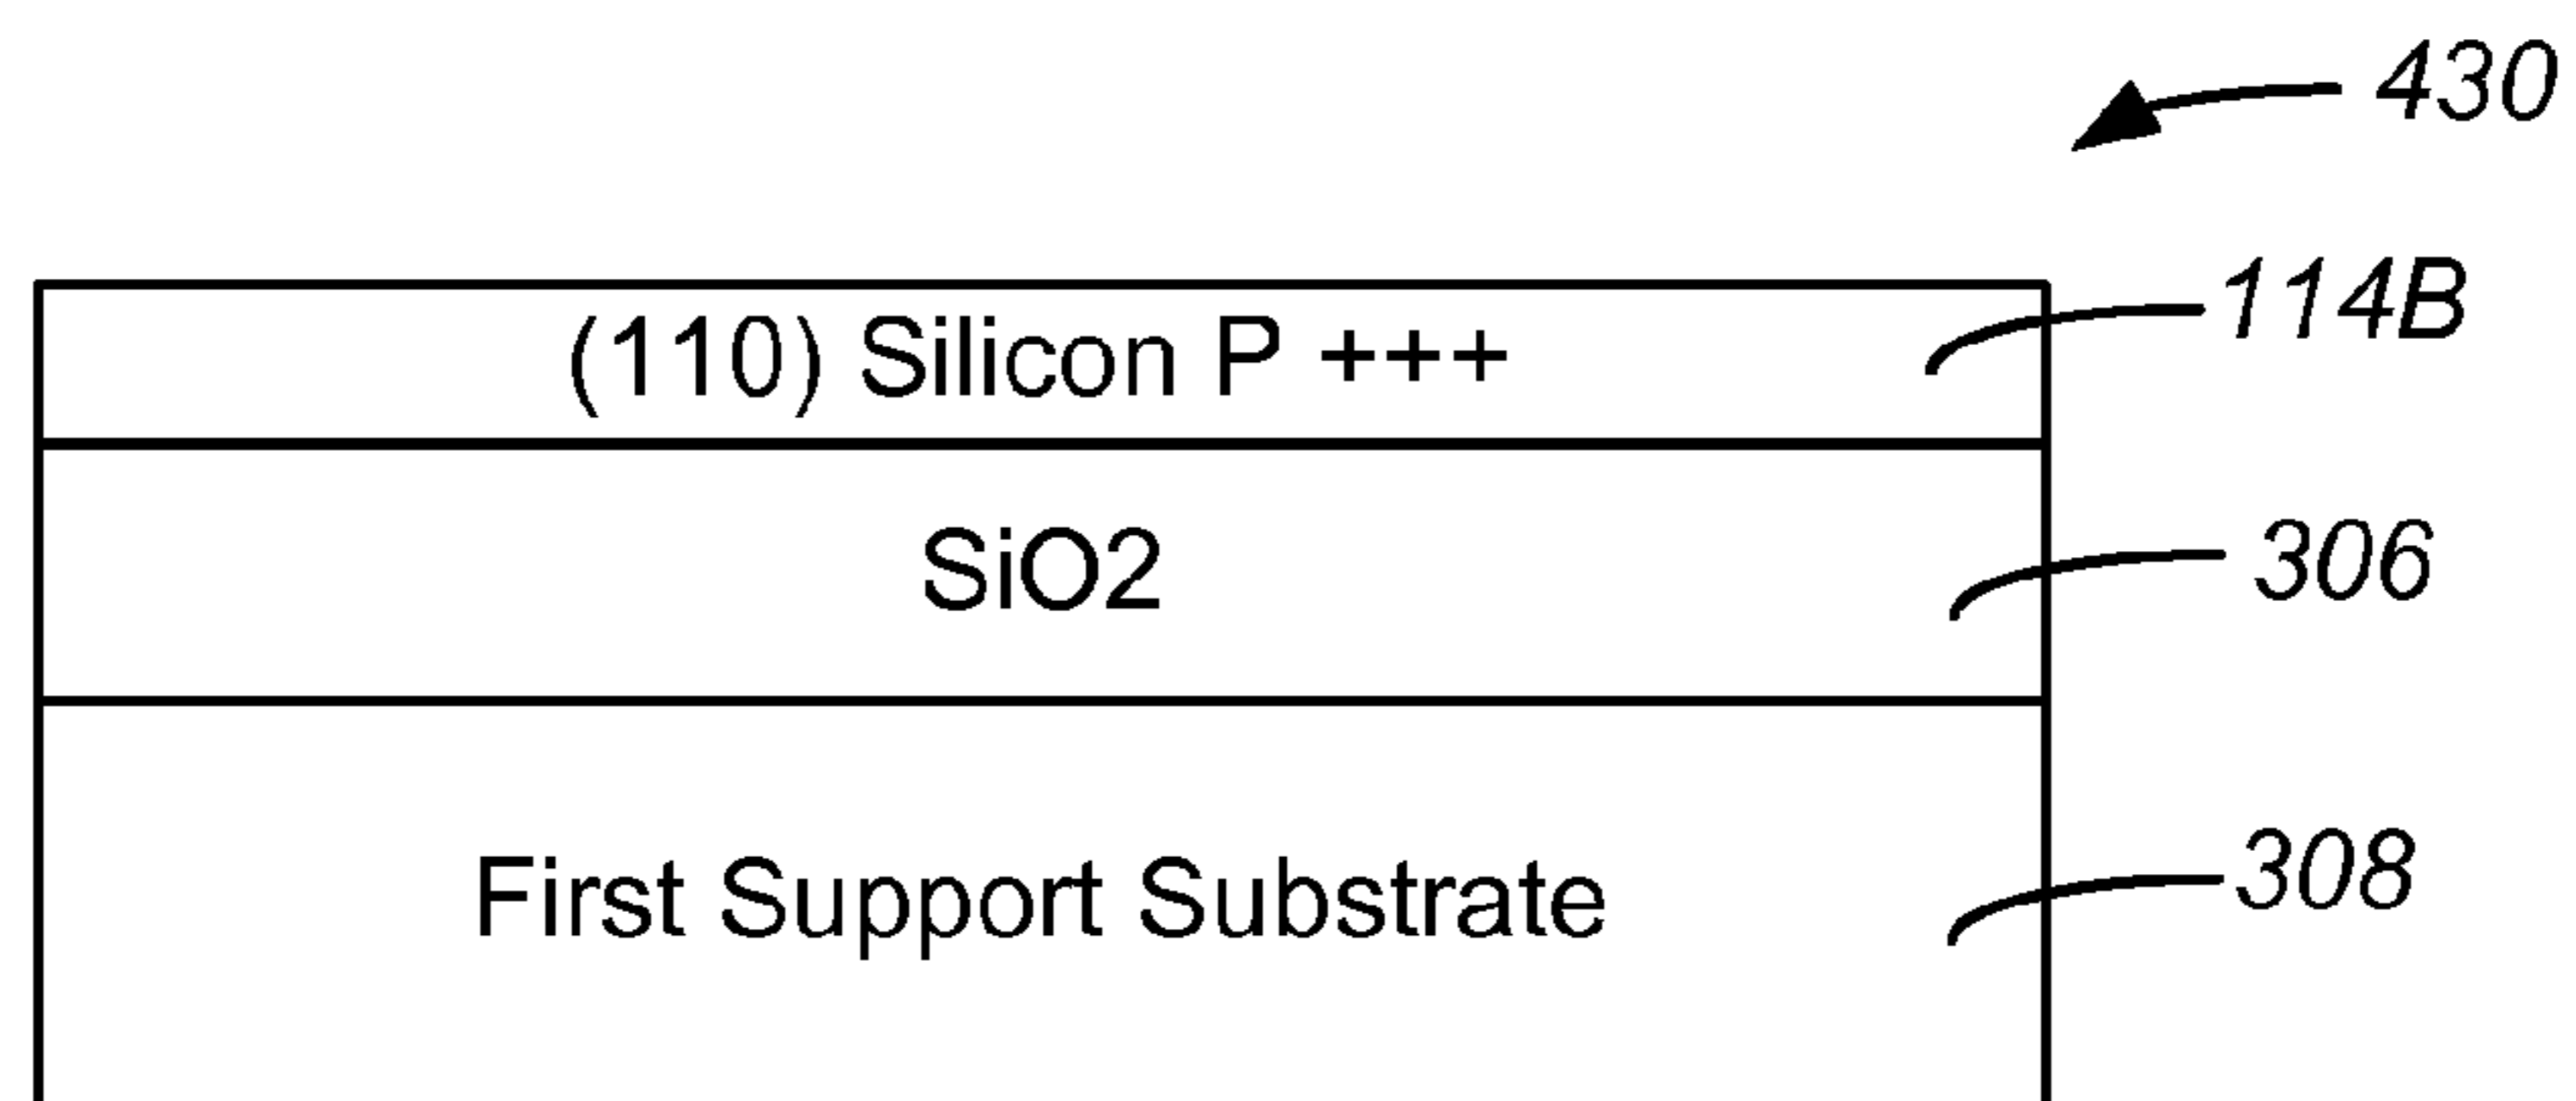 430
(110) Silicon P +++
114B
SiO2
306
First Support Substrate
308